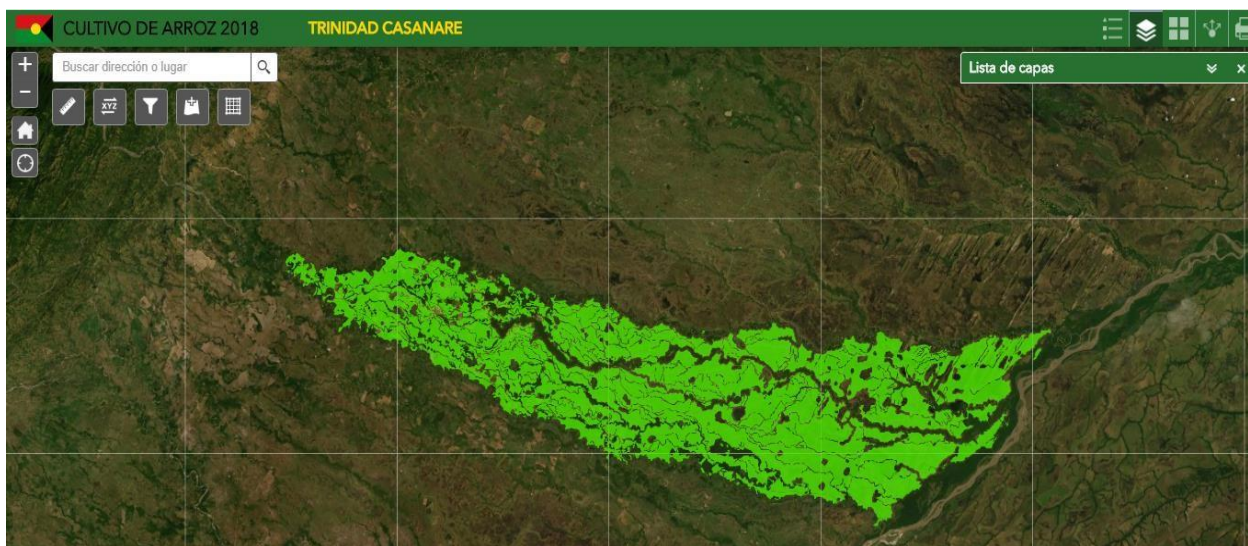 CULTIVO DE ARROZ 2018 TRINIDAD CASANARE
Buscar dirección o lugar
Lista de capas
XYZ